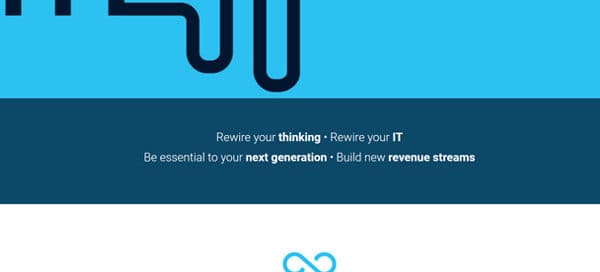 Rewire your thinking • Rewire your IT
Be essential to your next generation • Build new revenue streams